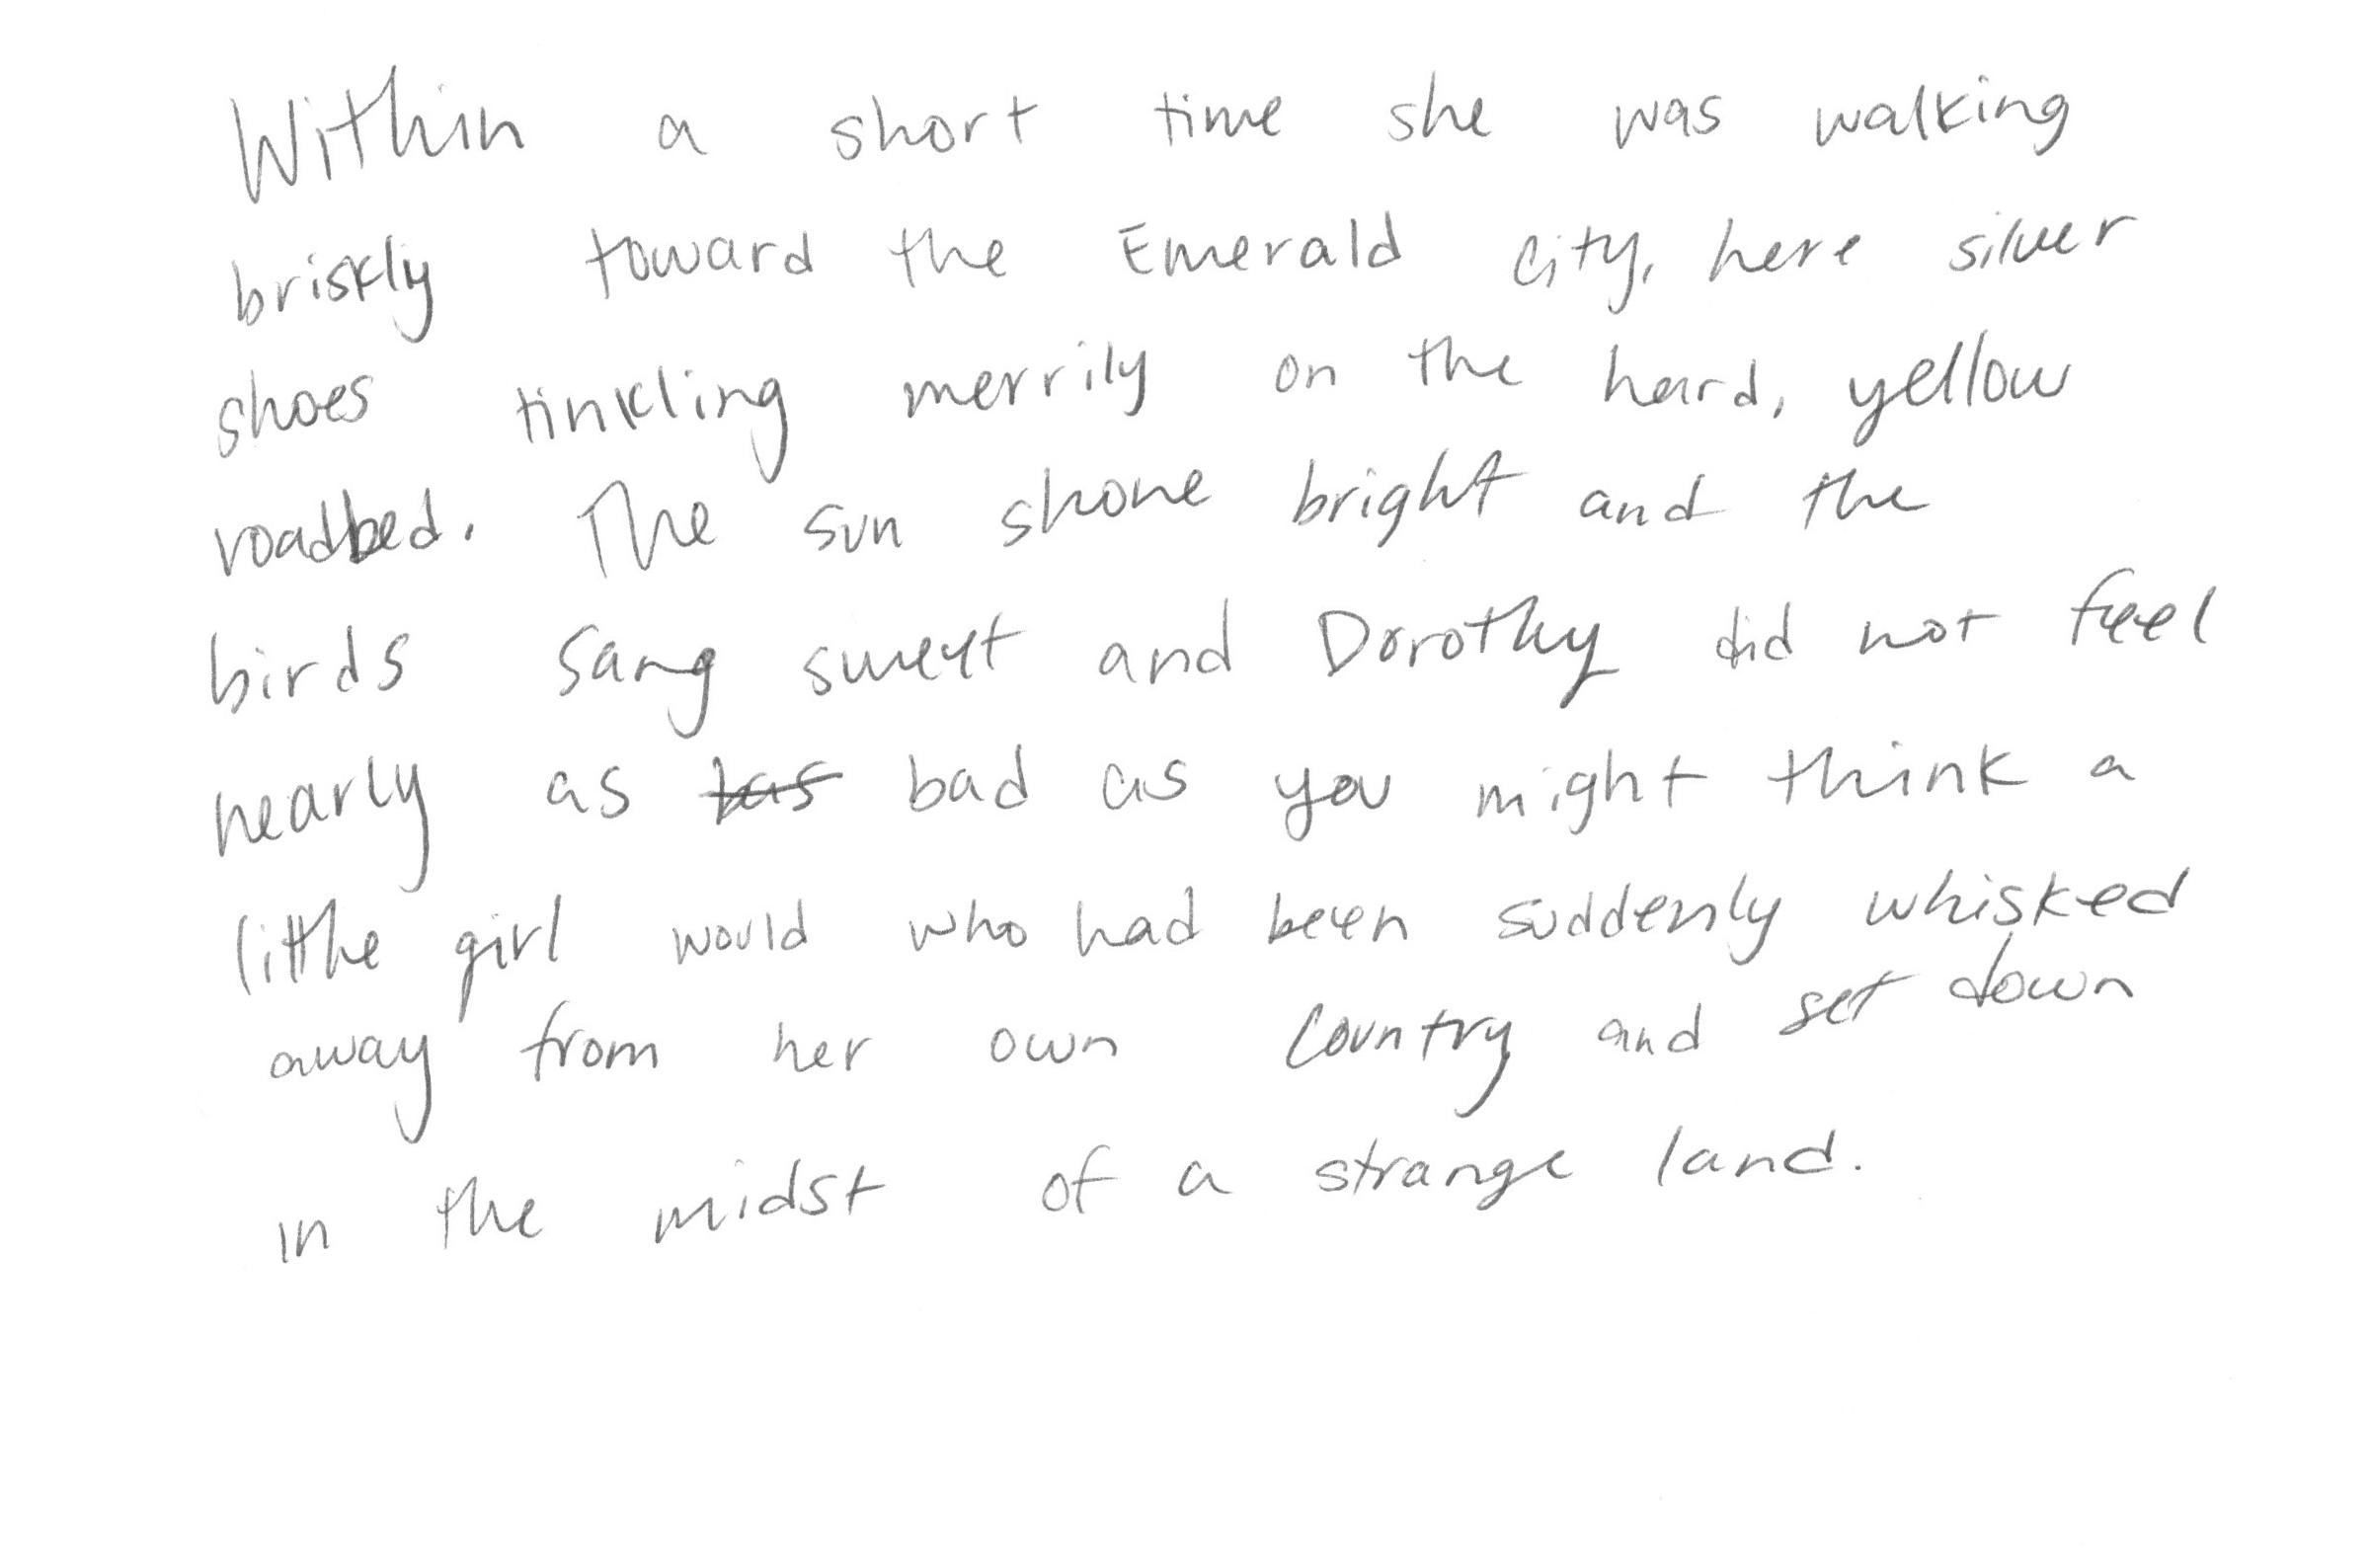 Within a short time she was walking
briskly toward the Emerald City, here silver
shoes tinkling merrily on the hard, yellow
roadbed. The sun shone bright and the
birds sang sweet and Dorothy did not feel
nearly as bad as you might think a
little girl would who had been suddenly whisked
away from her own country and set down
in the midst of a strange land.